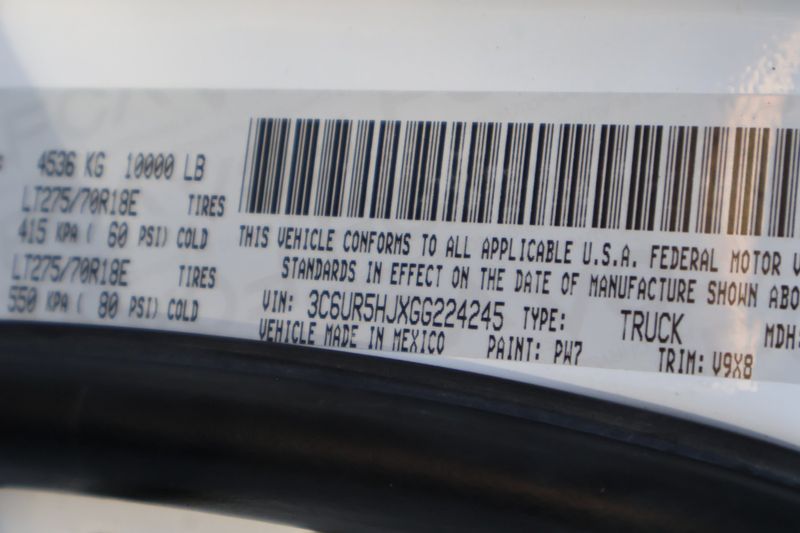 4536 KG 10000 LB
LT275/70R18E TIRES
415 KPA ( 60 PSI) COLD
LT275/70R18E TIRES
550 KPA ( 80 PSI) COLD
THIS VEHICLE CONFORMS TO ALL APPLICABLE U.S.A. FEDERAL MOTOR V
STANDARDS IN EFFECT ON THE DATE OF MANUFACTURE SHOWN ABO
VIN: 3C6UR5HJXGG224245 TYPE: TRUCK MDH:
VEHICLE MADE IN MEXICO PAINT: PW7 TRIM: V9X8